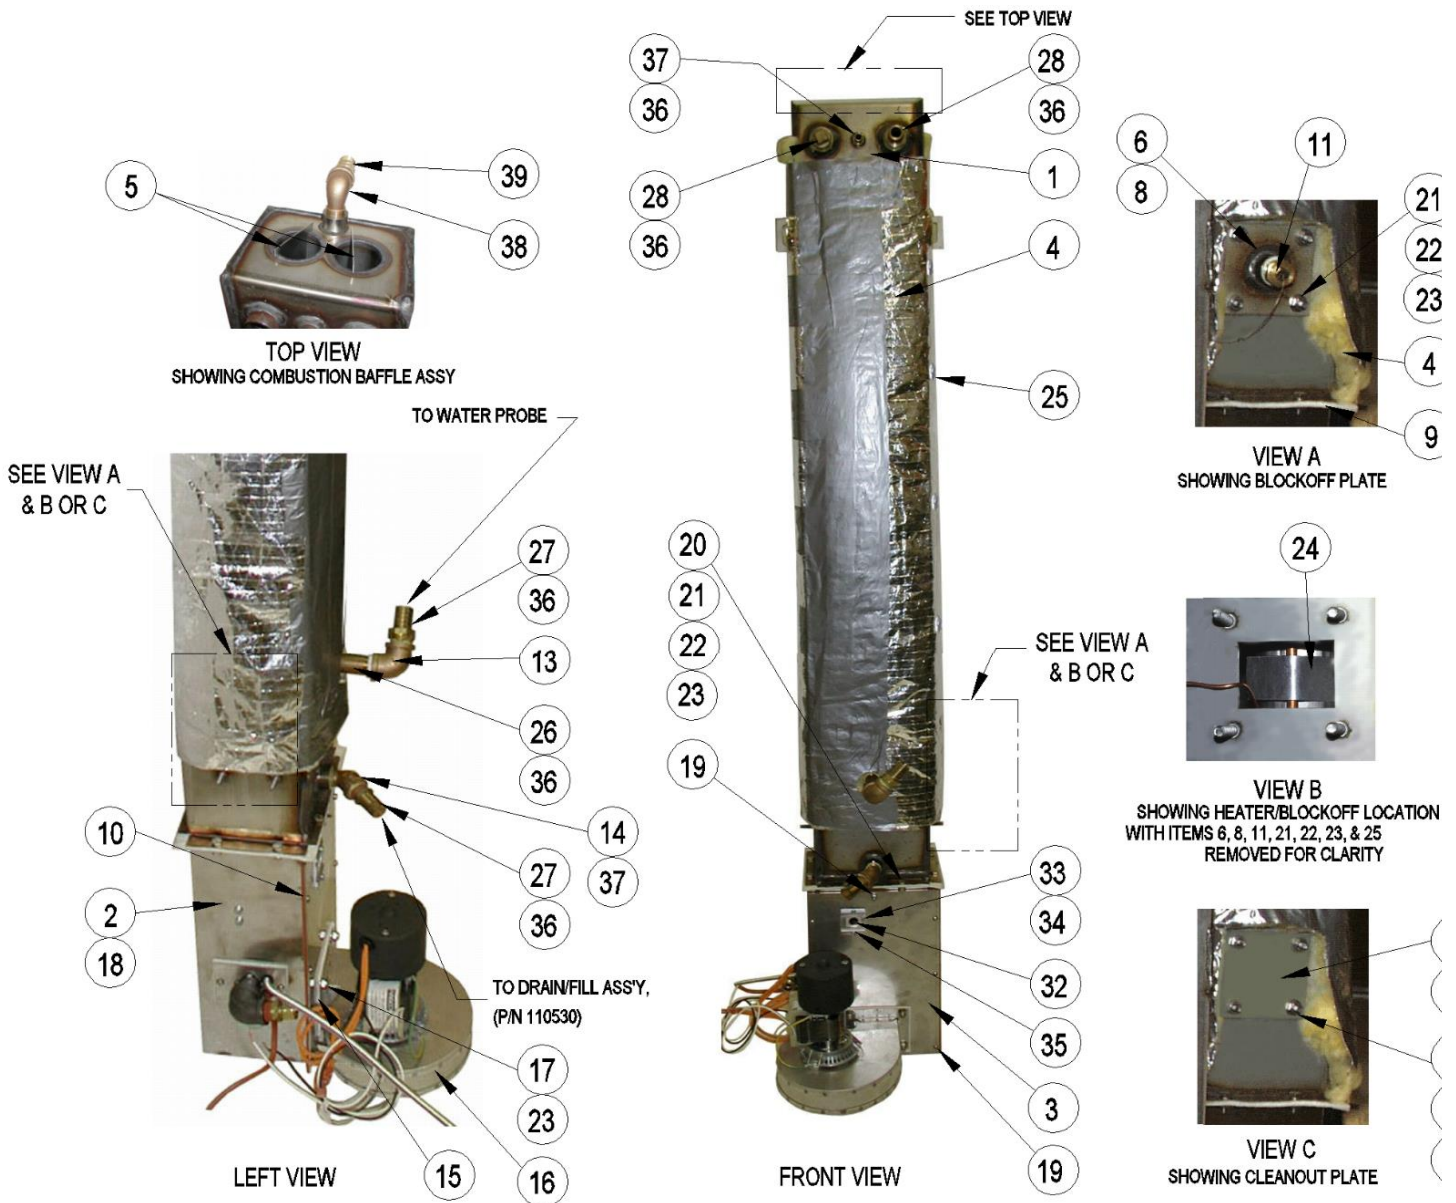 SEE TOP VIEW
37
36
28
36
1
28
36
4
25
5
39
38
TOP VIEW
SHOWING COMBUSTION BAFFLE ASSY
6
8
11
21
22
23
4
9
VIEW A
SHOWING BLOCKOFF PLATE
TO WATER PROBE
SEE VIEW A
& B OR C
27
36
13
26
36
14
37
27
36
10
2
18
TO DRAIN/FILL ASS'Y,
(P/N 110530)
17
23
15
16
LEFT VIEW
20
21
22
23
19
SEE VIEW A
& B OR C
33
34
32
35
3
19
FRONT VIEW
24
VIEW B
SHOWING HEATER/BLOCKOFF LOCATION
WITH ITEMS 6, 8, 11, 21, 22, 23, & 25
REMOVED FOR CLARITY
VIEW C
SHOWING CLEANOUT PLATE